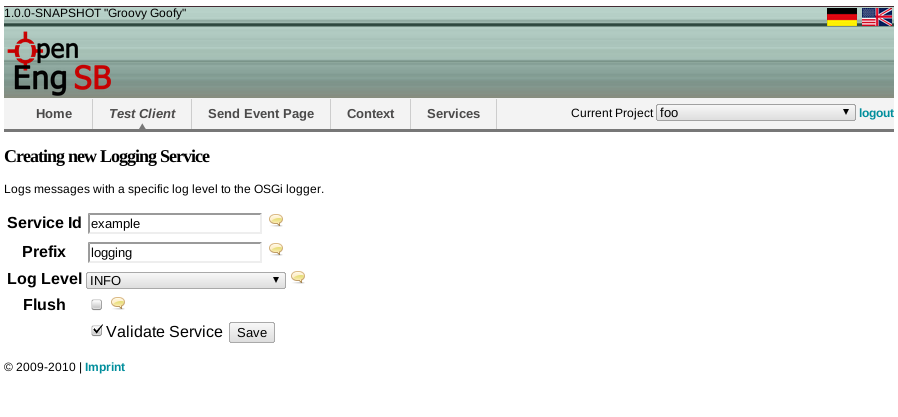 1.0.0-SNAPSHOT "Groovy Goofy"
Open
Eng SB
Home Test Client Send Event Page Context Services Current Project foo logout
Creating new Logging Service
Logs messages with a specific log level to the OSGi logger.
Service Id example
Prefix logging
Log Level INFO
Flush
Validate Service Save
© 2009-2010 | Imprint